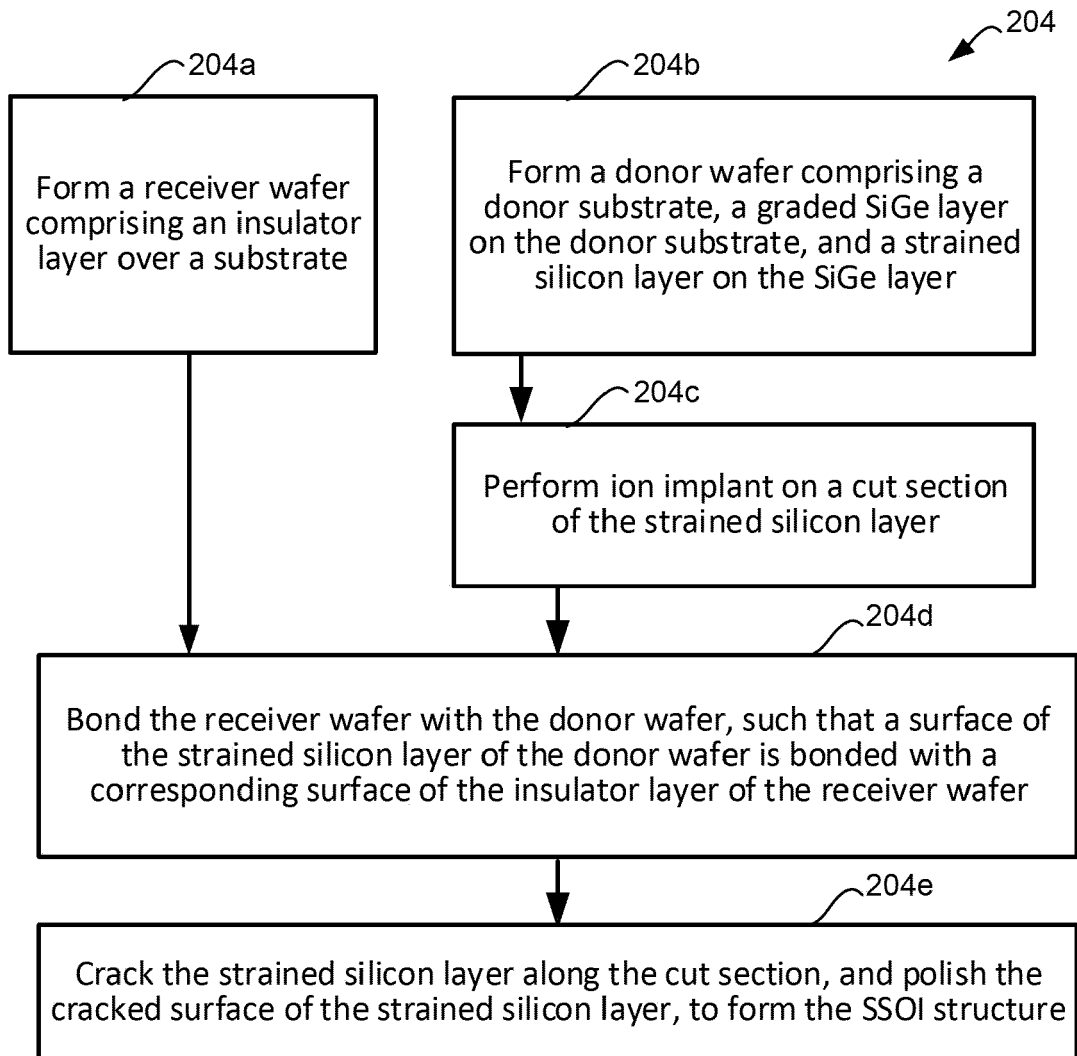 204
204a
Form a receiver wafer
comprising an insulator
layer over a substrate
204b
Form a donor wafer comprising a
donor substrate, a graded SiGe layer
on the donor substrate, and a strained
silicon layer on the SiGe layer
204c
Perform ion implant on a cut section
of the strained silicon layer
204d
Bond the receiver wafer with the donor wafer, such that a surface of
the strained silicon layer of the donor wafer is bonded with a
corresponding surface of the insulator layer of the receiver wafer
204e
Crack the strained silicon layer along the cut section, and polish the
cracked surface of the strained silicon layer, to form the SSOI structure